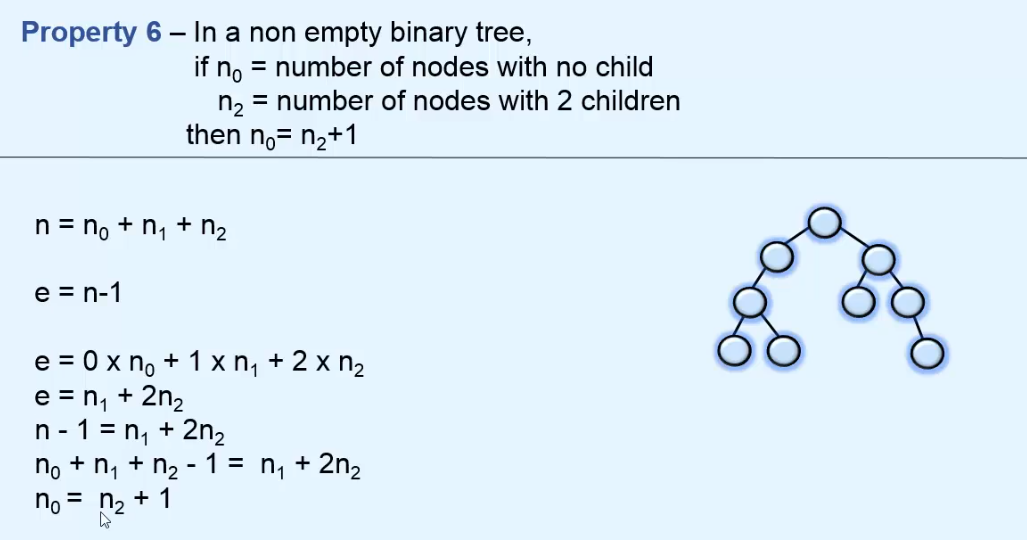 Property 6 – In a non empty binary tree,
if n₀ = number of nodes with no child
n₂ = number of nodes with 2 children
then n₀= n₂+1
n = n₀ + n₁ + n₂
e = n-1
e = 0 x n₀ + 1 x n₁ + 2 x n₂
e = n₁ + 2n₂
n - 1 = n₁ + 2n₂
n₀ + n₁ + n₂ - 1 = n₁ + 2n₂
n₀ = n₂ + 1